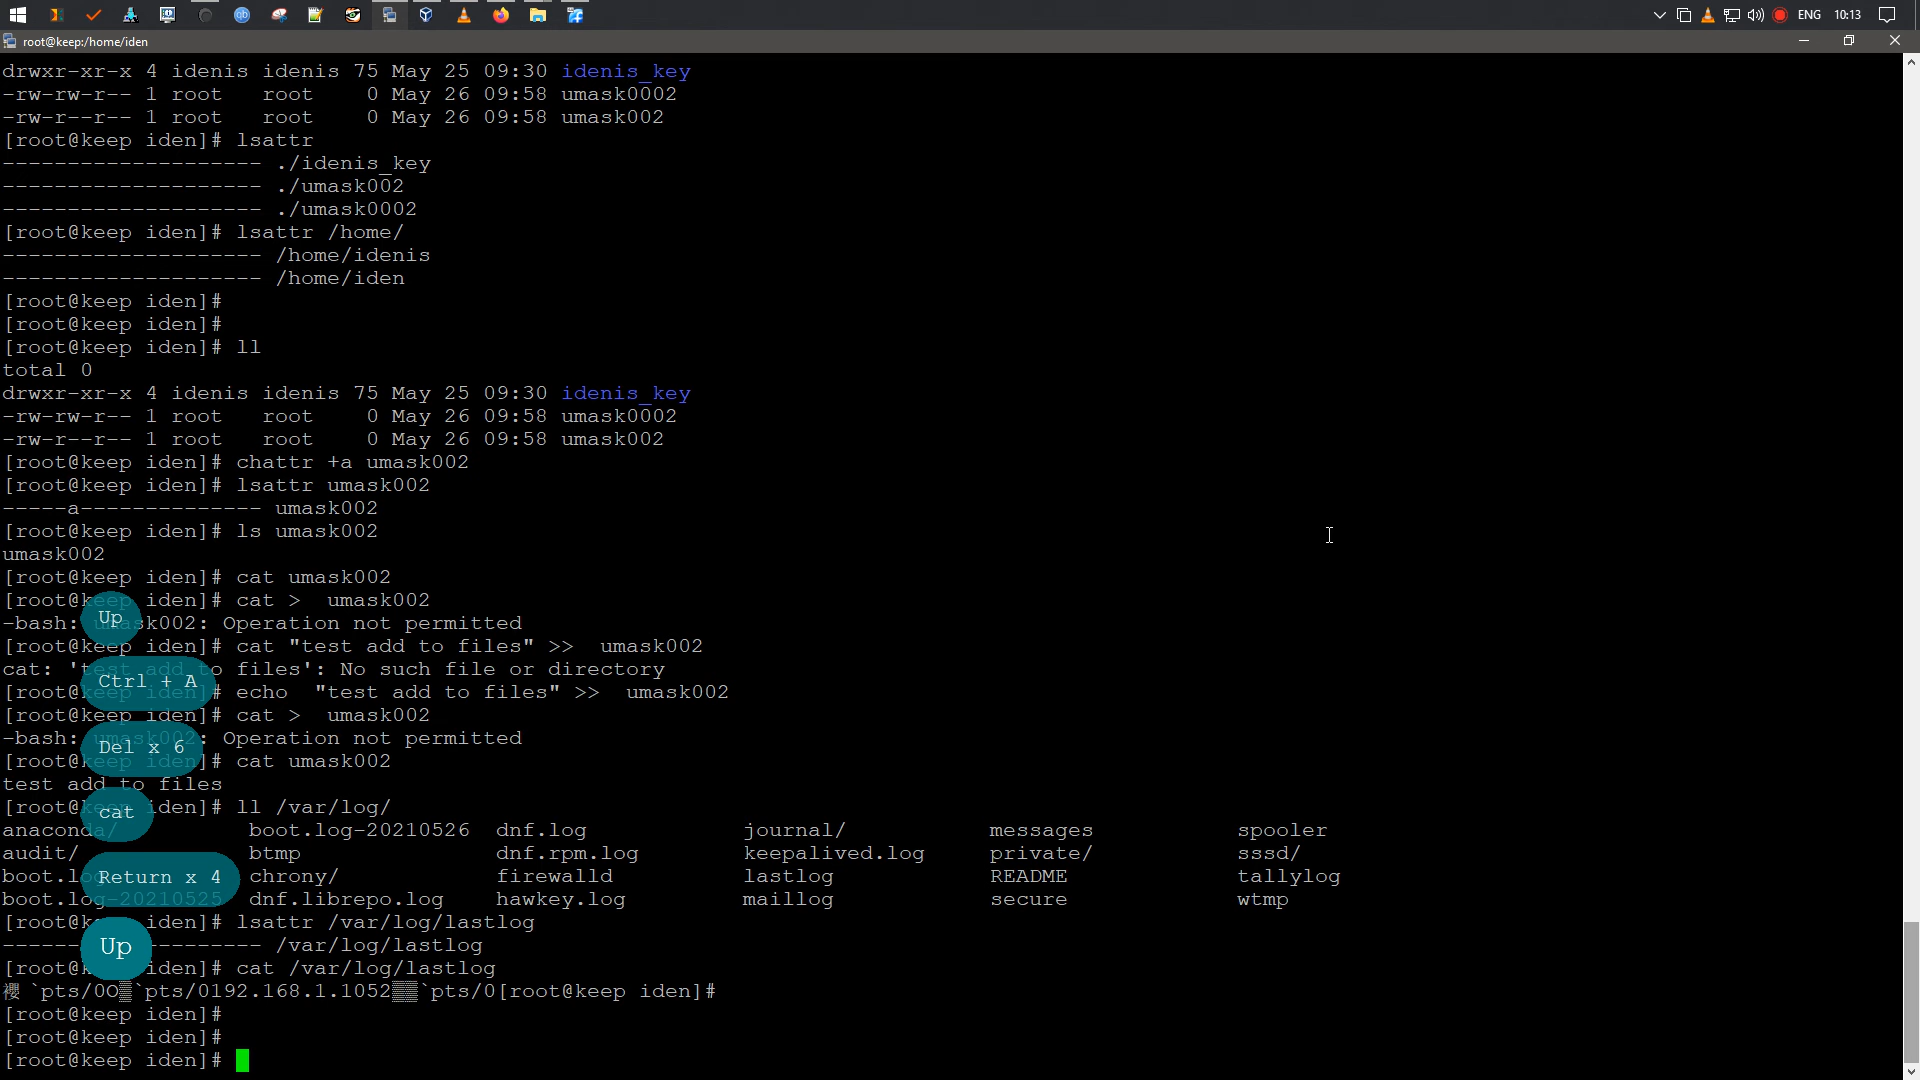 ENG 10:13
root@keep:/home/iden
drwxr-xr-x 4 idenis idenis 75 May 25 09:30 idenis_key
-rw-rw-r-- 1 root   root    0 May 26 09:58 umask0002
-rw-r--r-- 1 root   root    0 May 26 09:58 umask002
[root@keep iden]# lsattr
-------------------- ./idenis_key
-------------------- ./umask002
-------------------- ./umask0002
[root@keep iden]# lsattr /home/
-------------------- /home/idenis
-------------------- /home/iden
[root@keep iden]#
[root@keep iden]#
[root@keep iden]# ll
total 0
drwxr-xr-x 4 idenis idenis 75 May 25 09:30 idenis_key
-rw-rw-r-- 1 root   root    0 May 26 09:58 umask0002
-rw-r--r-- 1 root   root    0 May 26 09:58 umask002
[root@keep iden]# chattr +a umask002
[root@keep iden]# lsattr umask002
-----a-------------- umask002
[root@keep iden]# ls umask002
umask002
[root@keep iden]# cat umask002
[root@keep iden]# cat >  umask002
-bash: umask002: Operation not permitted
Up
[root@keep iden]# cat "test add to files" >>  umask002
cat: 'test add to files': No such file or directory
Ctrl + A
[root@keep iden]# echo  "test add to files" >>  umask002
[root@keep iden]# cat >  umask002
-bash: umask002: Operation not permitted
Del x 6
[root@keep iden]# cat umask002
test add to files
[root@keep iden]# ll /var/log/
cat
anaconda/ boot.log-20210526 dnf.log journal/ messages spooler
audit/ btmp dnf.rpm.log keepalived.log private/ sssd/
boot.log chrony/ firewalld lastlog README tallylog
Return x 4
boot.log-20210525 dnf.librepo.log hawkey.log maillog secure wtmp
[root@keep iden]# lsattr /var/log/lastlog
-------------------- /var/log/lastlog
Up
[root@keep iden]# cat /var/log/lastlog
`pts/0O▒`pts/0192.168.1.1052▒▒`pts/0[root@keep iden]#
[root@keep iden]#
[root@keep iden]#
[root@keep iden]#